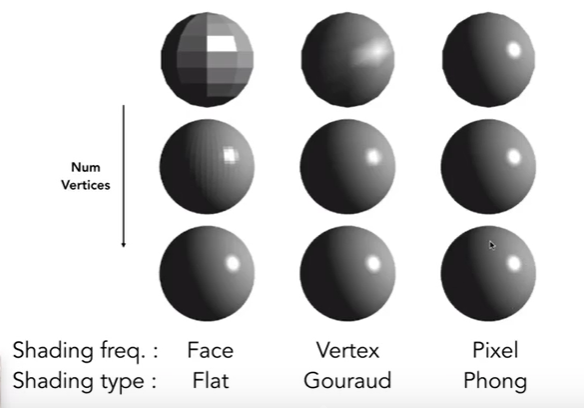 Num
Vertices
Shading freq. : Face Vertex Pixel
Shading type : Flat Gouraud Phong